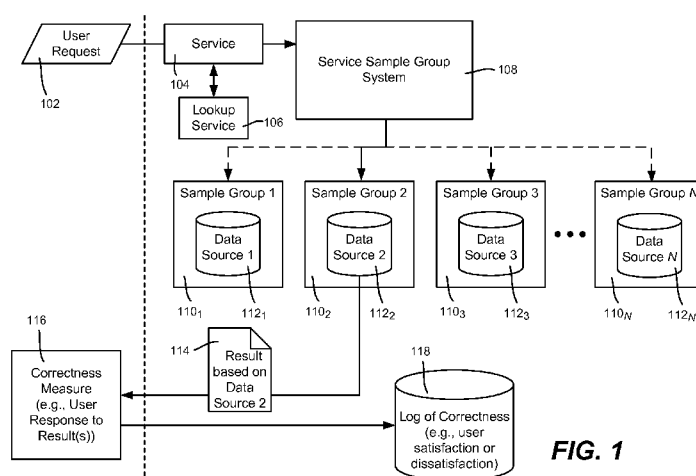 User
Request
102
Service
104
Lookup
Service
106
Service Sample Group
System
108
Sample Group 1
Data
Source 1
110₁
112₁
Sample Group 2
Data
Source 2
110₂
112₂
Sample Group 3
Data
Source 3
110₃
112₃
•••
Sample Group N
Data
Source N
110N
112N
114
Result
based on
Data
Source 2
116
Correctness
Measure
(e.g., User
Response to
Result(s))
118
Log of Correctness
(e.g., user
satisfaction or
dissatisfaction)
FIG. 1